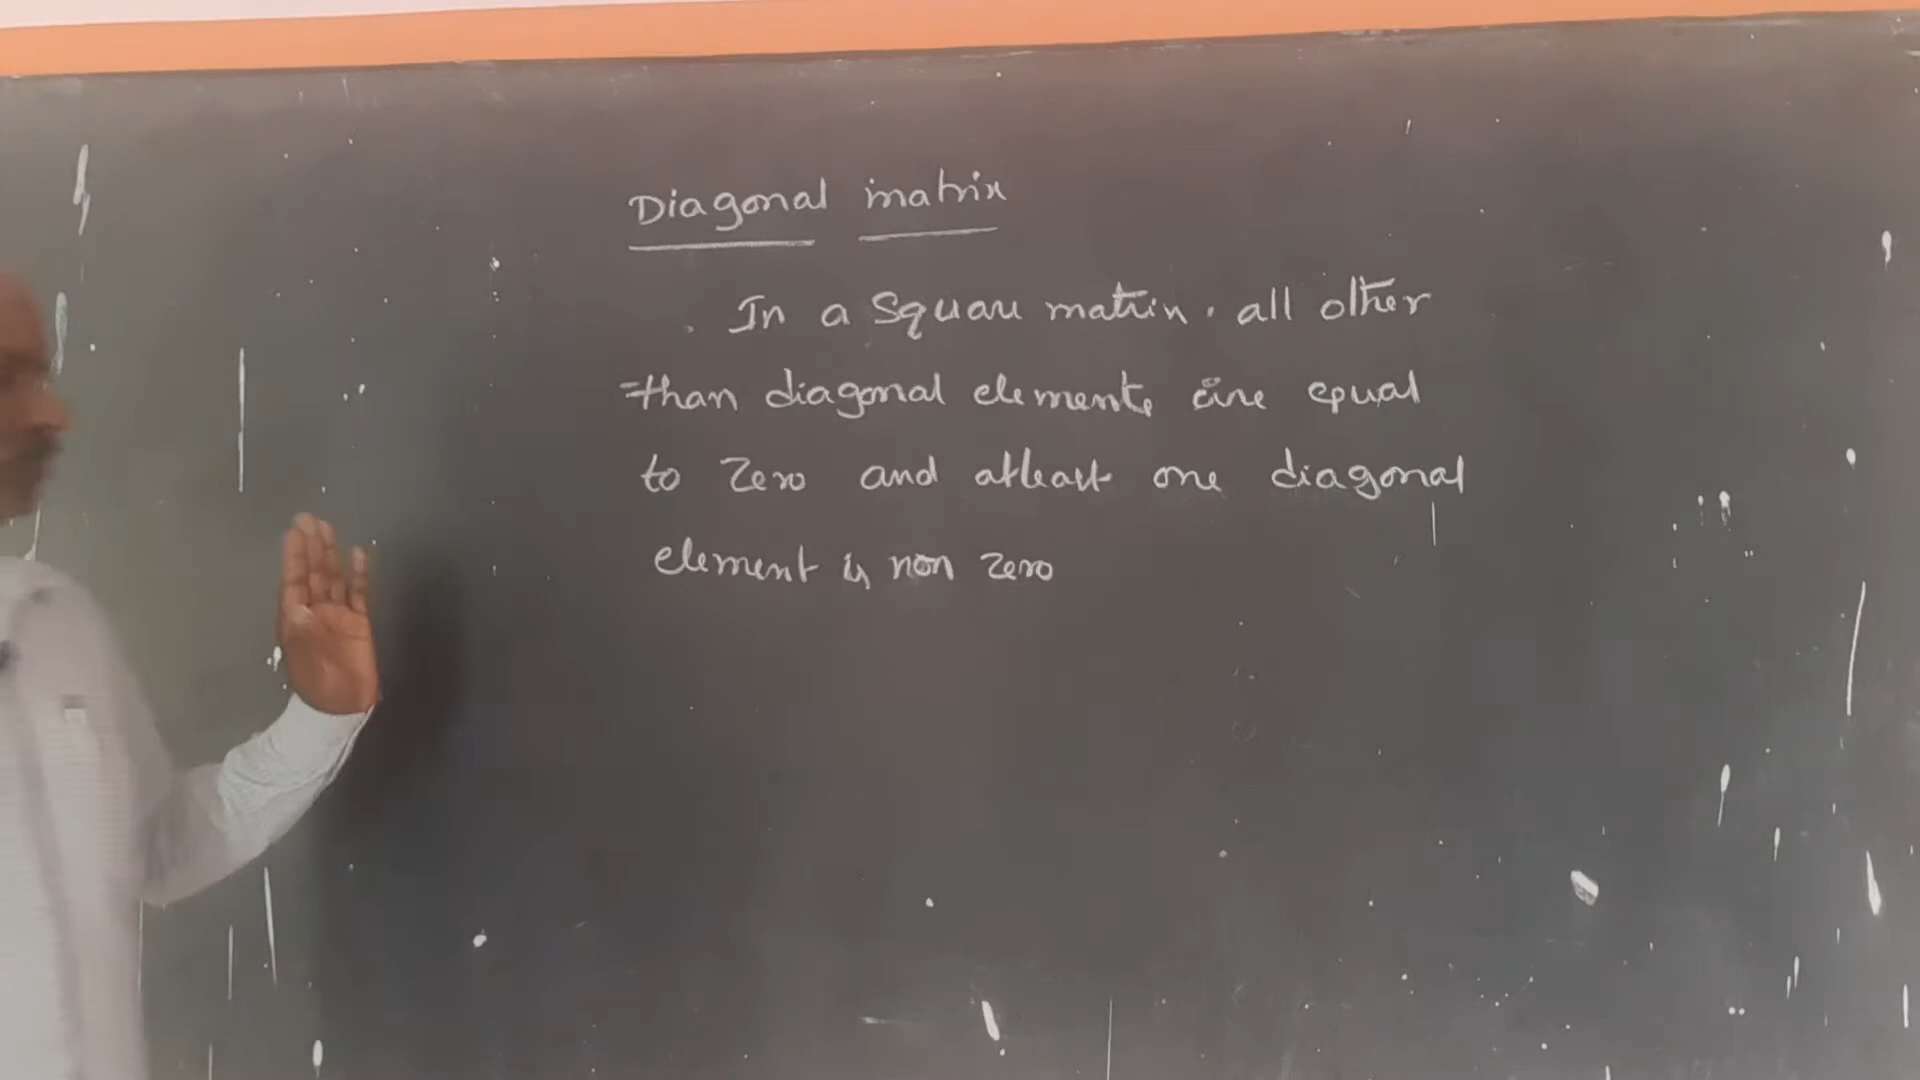 Diagonal matrix
In a square matrix. all other
than diagonal elements are equal
to zero and atleast one diagonal
element is non zero